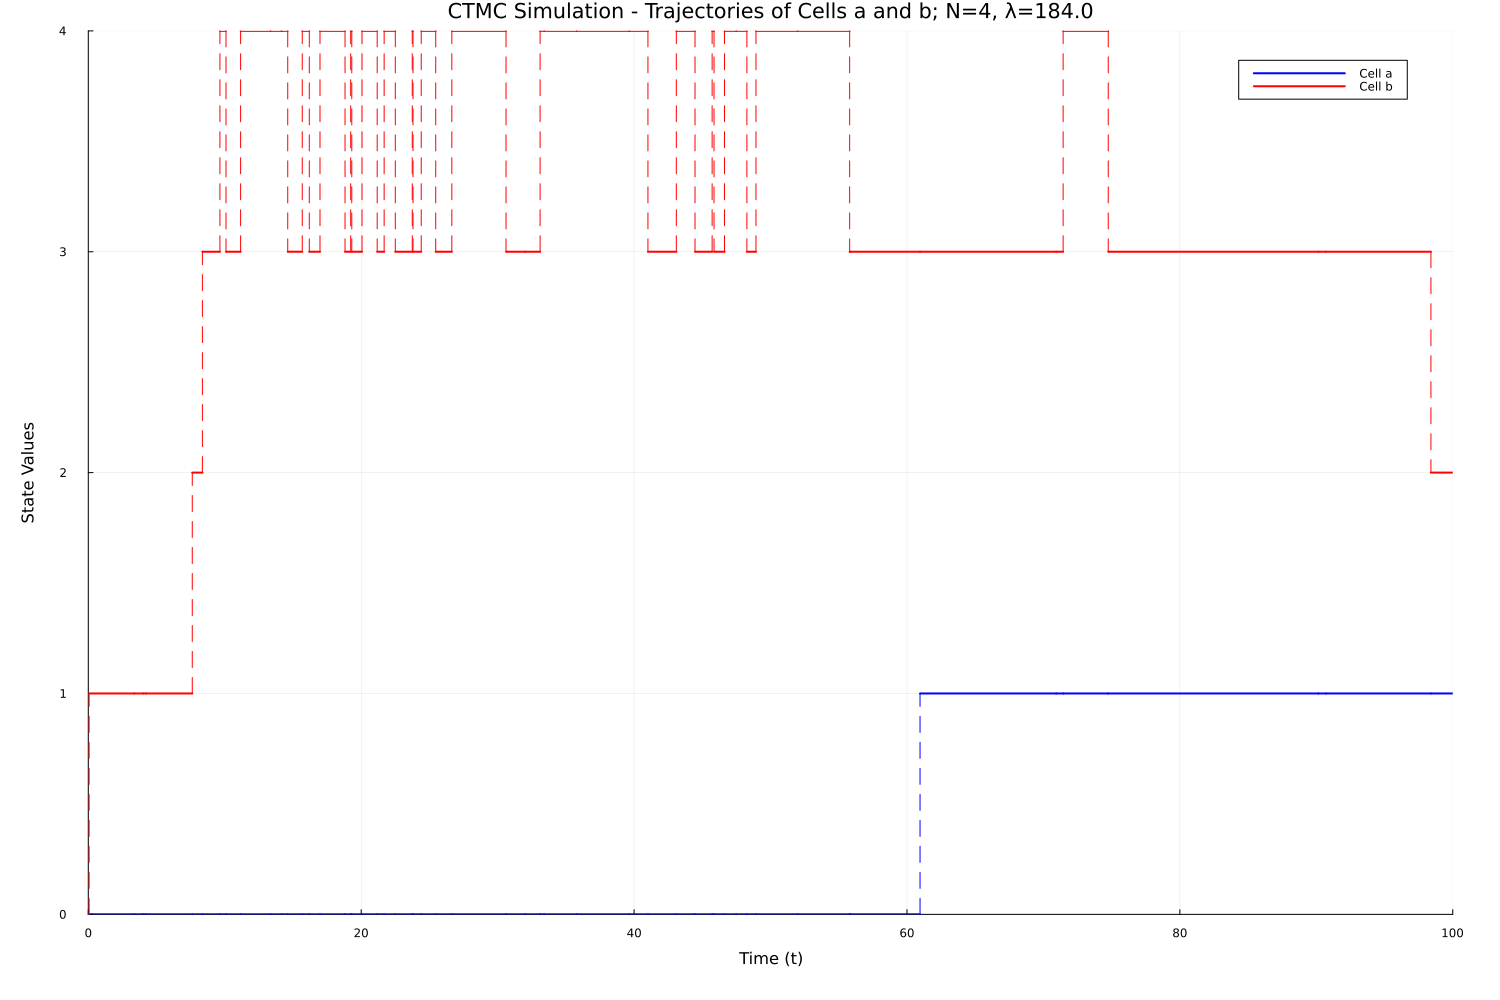 CTMC Simulation - Trajectories of Cells a and b; N=4, λ=184.0
4
Cell a
Cell b
3
State Values
2
1
0
0 20 40 60 80 100
Time (t)